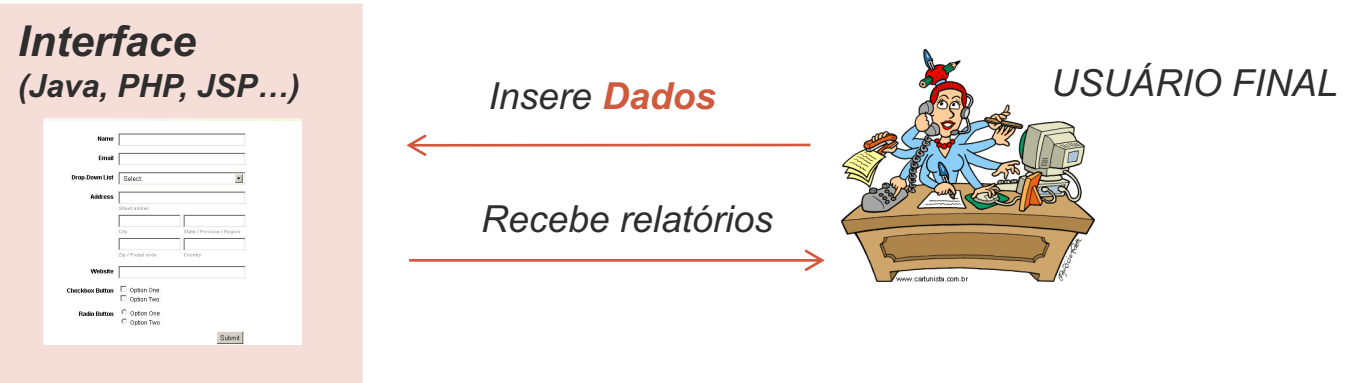 Interface
(Java, PHP, JSP…)
Name
Email
Drop-Down List
Select:
Address
Street address
City
State / Province / Region
Zip / Postal code
Country
Website
Checkbox Button
Option One
Option Two
Radio Button
Option One
Option Two
Submit
Insere Dados
Recebe relatórios
USUÁRIO FINAL
www.cartunista.com.br